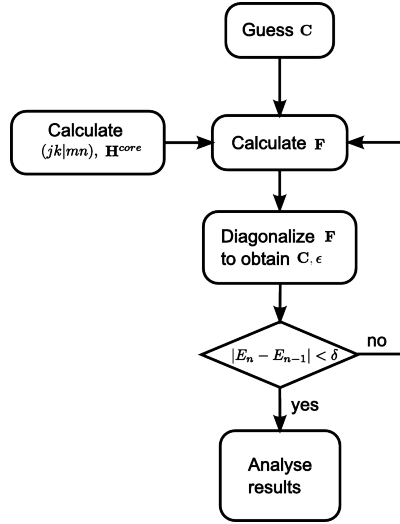 Guess C
Calculate
(jk|mn), H^{core}
Calculate F
Diagonalize F
to obtain C, ϵ
|E_n − E_{n−1}| < δ
no
yes
Analyse
results